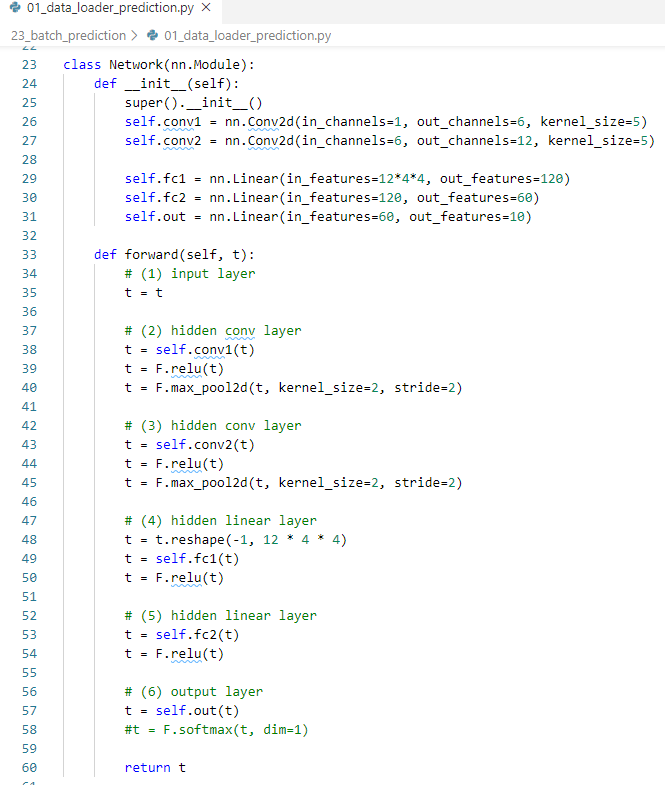 01_data_loader_prediction.py ×
23_batch_prediction > 01_data_loader_prediction.py
22
23 class Network(nn.Module):
24     def __init__(self):
25         super().__init__()
26         self.conv1 = nn.Conv2d(in_channels=1, out_channels=6, kernel_size=5)
27         self.conv2 = nn.Conv2d(in_channels=6, out_channels=12, kernel_size=5)
28
29         self.fc1 = nn.Linear(in_features=12*4*4, out_features=120)
30         self.fc2 = nn.Linear(in_features=120, out_features=60)
31         self.out = nn.Linear(in_features=60, out_features=10)
32
33     def forward(self, t):
34         # (1) input layer
35         t = t
36
37         # (2) hidden conv layer
38         t = self.conv1(t)
39         t = F.relu(t)
40         t = F.max_pool2d(t, kernel_size=2, stride=2)
41
42         # (3) hidden conv layer
43         t = self.conv2(t)
44         t = F.relu(t)
45         t = F.max_pool2d(t, kernel_size=2, stride=2)
46
47         # (4) hidden linear layer
48         t = t.reshape(-1, 12 * 4 * 4)
49         t = self.fc1(t)
50         t = F.relu(t)
51
52         # (5) hidden linear layer
53         t = self.fc2(t)
54         t = F.relu(t)
55
56         # (6) output layer
57         t = self.out(t)
58         #t = F.softmax(t, dim=1)
59
60         return t
61